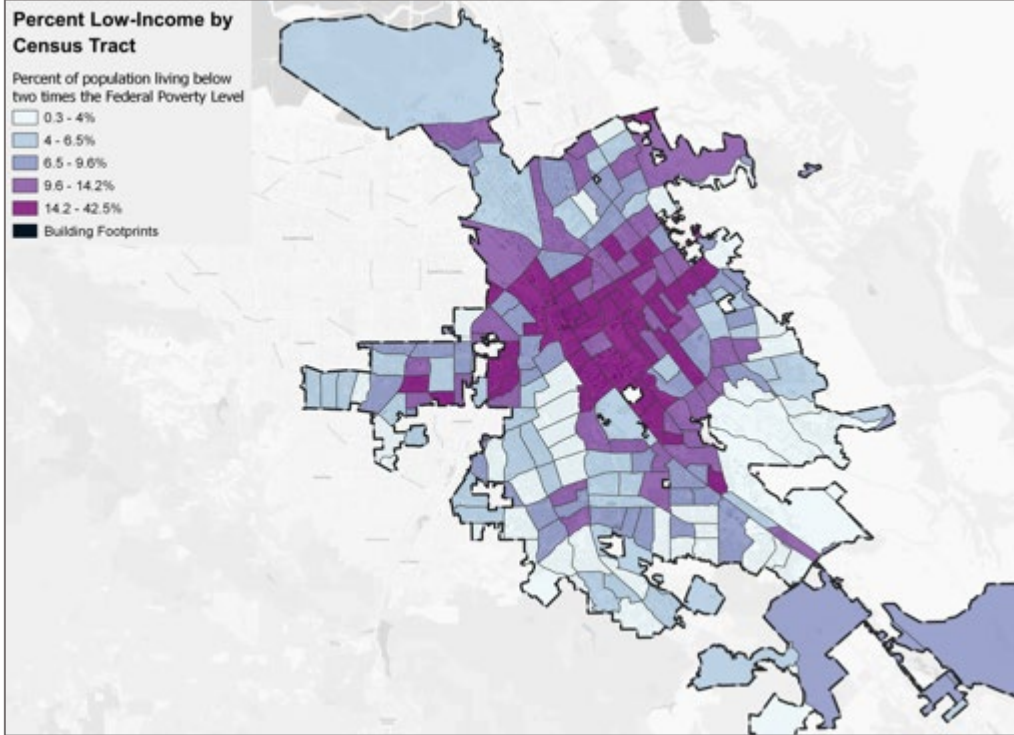 Percent Low-Income by
Census Tract
Percent of population living below
two times the Federal Poverty Level
0.3 - 4%
4 - 6.5%
6.5 - 9.6%
9.6 - 14.2%
14.2 - 42.5%
Building Footprints